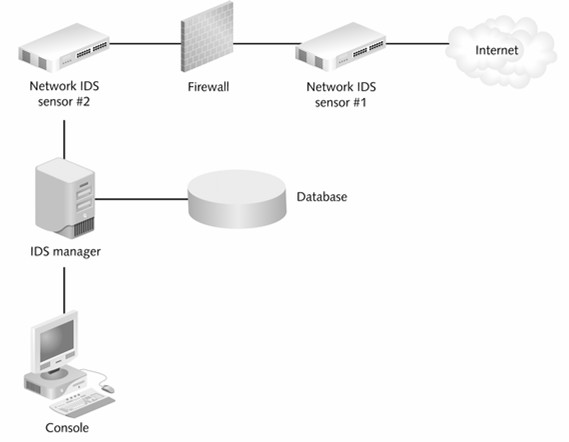 Internet
Network IDS
sensor #2
Firewall
Network IDS
sensor #1
Database
IDS manager
Console